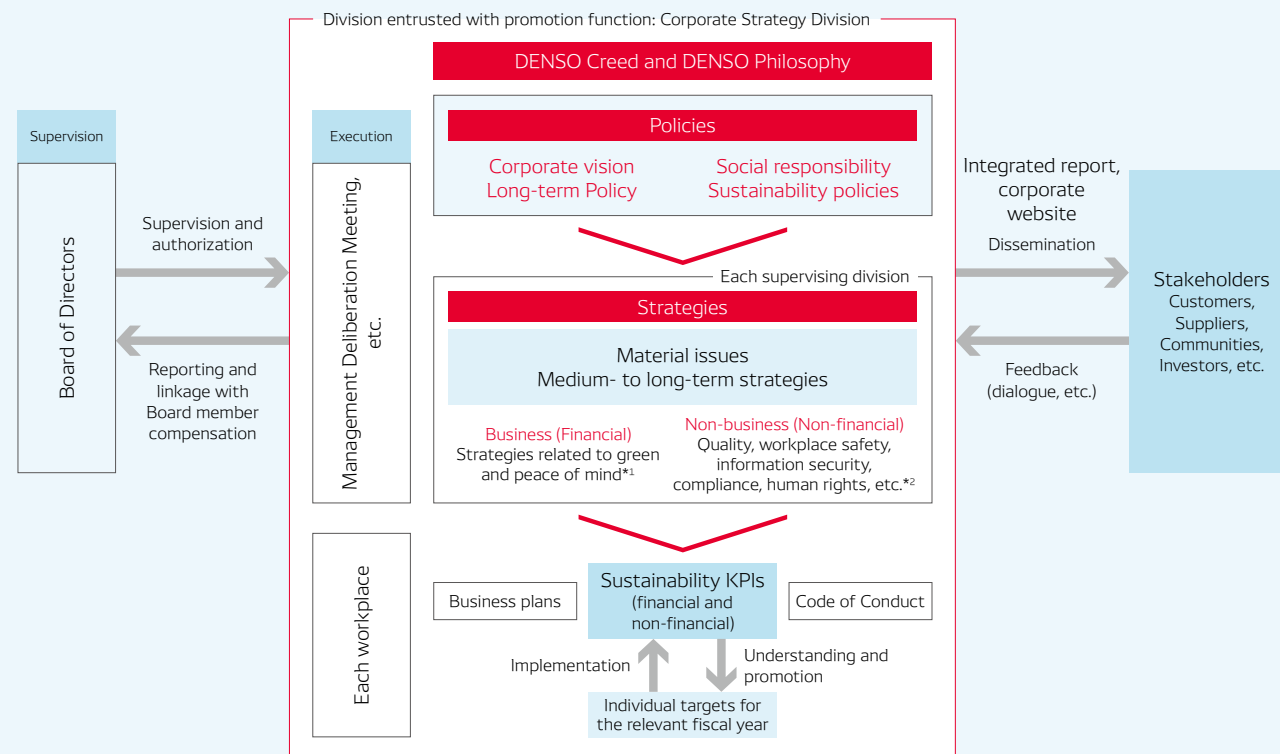 Division entrusted with promotion function: Corporate Strategy Division
DENSO Creed and DENSO Philosophy
Supervision
Board of Directors
Supervision and
authorization
Reporting and
linkage with
Board member
compensation
Execution
Management Deliberation Meeting,
etc.
Policies
Corporate vision
Long-term Policy
Social responsibility
Sustainability policies
Each supervising division
Strategies
Material issues
Medium- to long-term strategies
Business (Financial)
Strategies related to green
and peace of mind*1
Non-business (Non-financial)
Quality, workplace safety,
information security,
compliance, human rights, etc.*2
Each workplace
Business plans
Sustainability KPIs
(financial and
non-financial)
Code of Conduct
Implementation
Understanding and
promotion
Individual targets for
the relevant fiscal year
Integrated report,
corporate
website
Dissemination
Feedback
(dialogue, etc.)
Stakeholders
Customers,
Suppliers,
Communities,
Investors, etc.